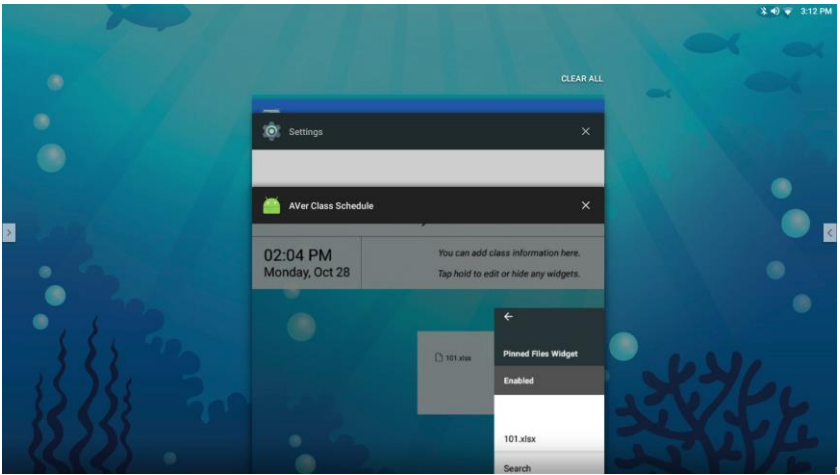 3:12 PM
CLEAR ALL
Settings
AVer Class Schedule
02:04 PM
Monday, Oct 28
You can add class information here.
Tap hold to edit or hide any widgets.
101.xlsx
Pinned Files Widget
Enabled
101.xlsx
Search